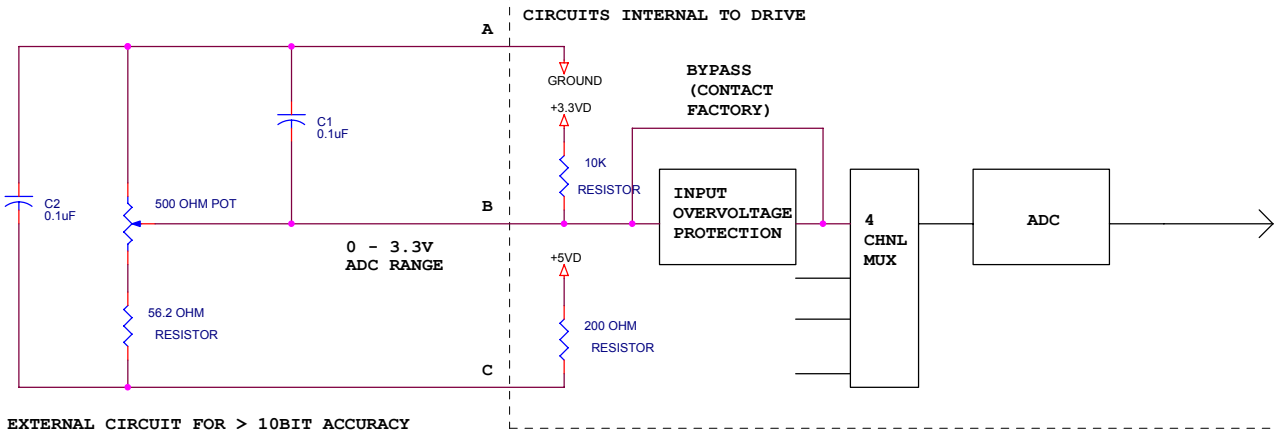 CIRCUITS INTERNAL TO DRIVE
A
GROUND
+3.3VD
BYPASS
(CONTACT
FACTORY)
C1
0.1uF
10K
RESISTOR
C2
0.1uF
500 OHM POT
B
INPUT
OVERVOLTAGE
PROTECTION
4
CHNL
MUX
ADC
0 - 3.3V
ADC RANGE
+5VD
56.2 OHM
RESISTOR
200 OHM
RESISTOR
C
EXTERNAL CIRCUIT FOR > 10BIT ACCURACY